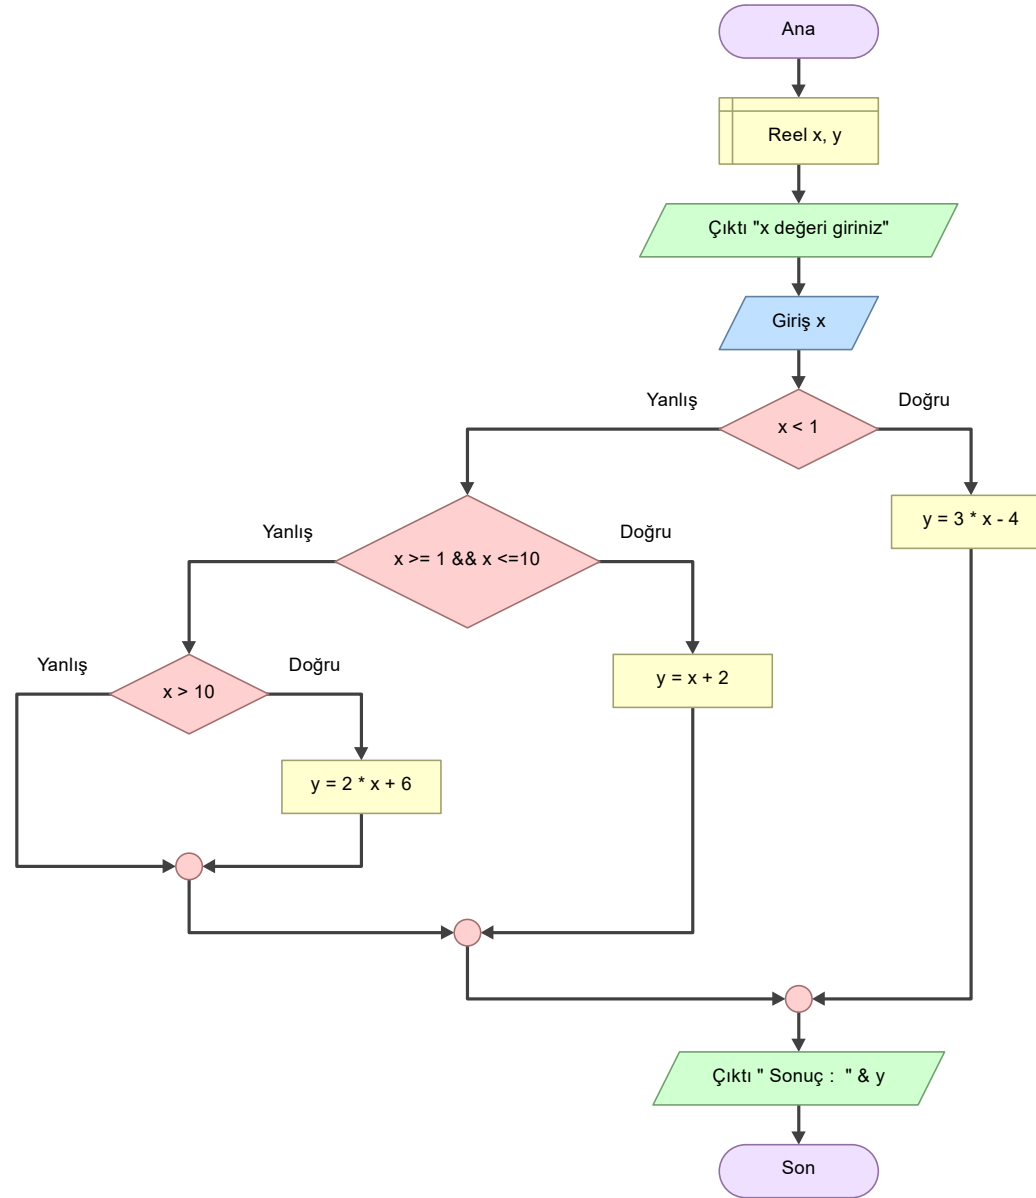 Ana
Reel x, y
Çıktı "x değeri giriniz"
Giriş x
Yanlış
Doğru
x < 1
y = 3 * x - 4
Yanlış
Doğru
x >= 1 && x <=10
Yanlış
Doğru
x > 10
y = x + 2
y = 2 * x + 6
Çıktı " Sonuç :  " & y
Son